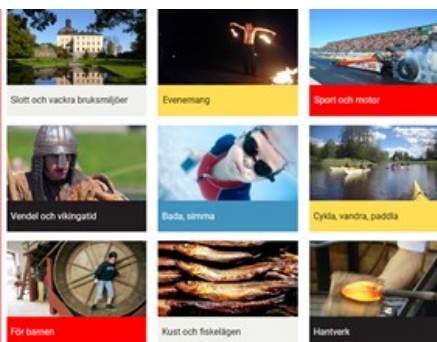 Slott och vackra bruksmiljöer
Evenemang
Sport och motor
Vendel och vikingatid
Bada, simma
Cykla, vandra, paddla
För barnen
Kust och fiskelägen
Hantverk